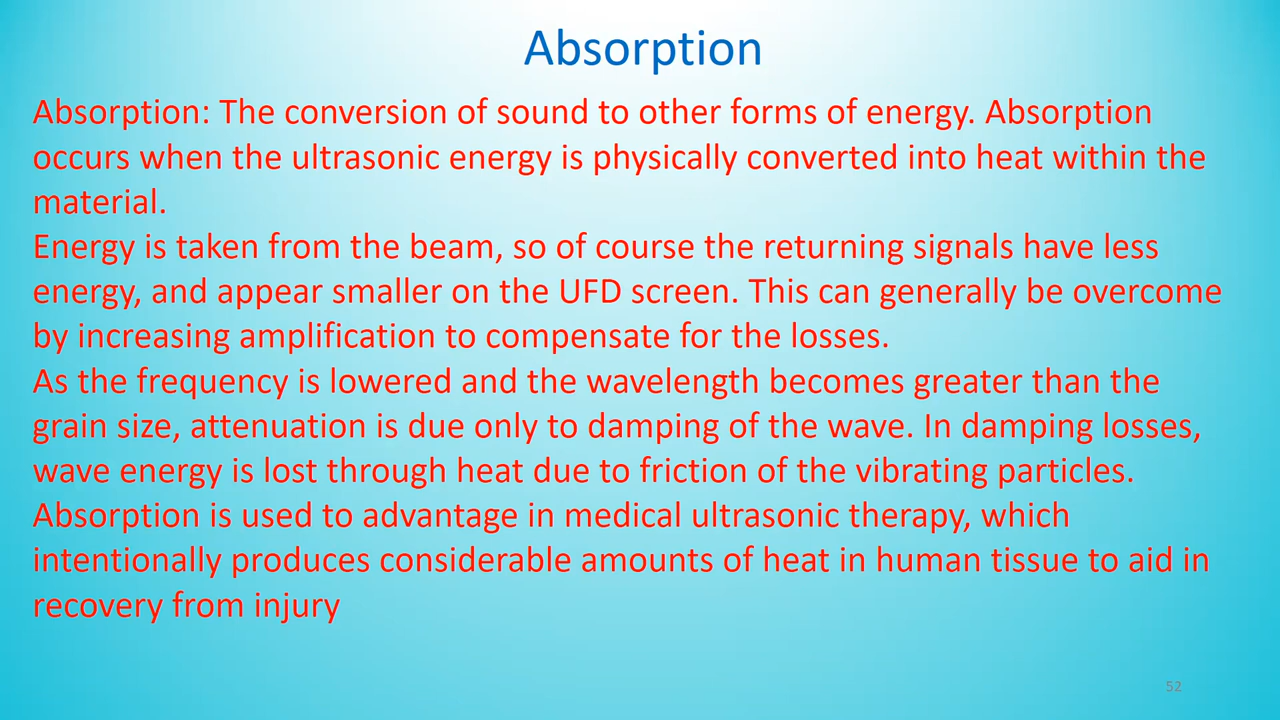 Absorption
Absorption: The conversion of sound to other forms of energy. Absorption
occurs when the ultrasonic energy is physically converted into heat within the
material.
Energy is taken from the beam, so of course the returning signals have less
energy, and appear smaller on the UFD screen. This can generally be overcome
by increasing amplification to compensate for the losses.
As the frequency is lowered and the wavelength becomes greater than the
grain size, attenuation is due only to damping of the wave. In damping losses,
wave energy is lost through heat due to friction of the vibrating particles.
Absorption is used to advantage in medical ultrasonic therapy, which
intentionally produces considerable amounts of heat in human tissue to aid in
recovery from injury
52